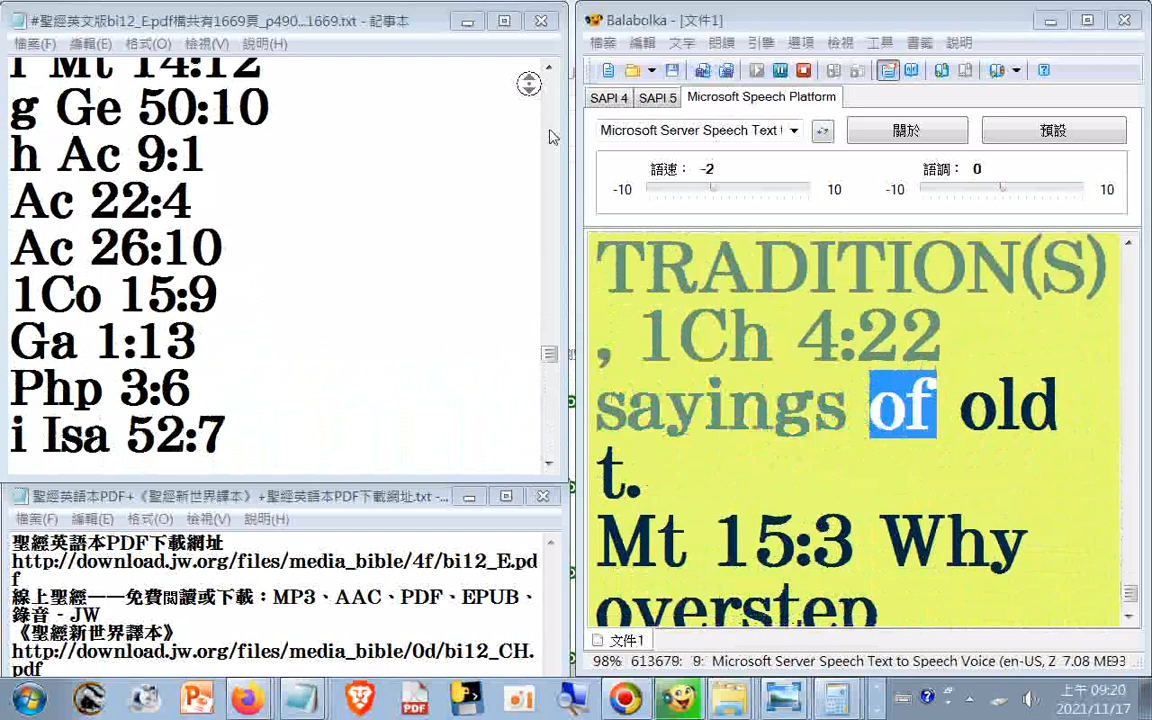 #聖經英文版bi12_E.pdf檔共有1669頁_p490...1669.txt - 記事本
檔案(F) 編輯(E) 格式(O) 檢視(V) 說明(H)
Mt 14:12
g Ge 50:10
h Ac 9:1
Ac 22:4
Ac 26:10
1Co 15:9
Ga 1:13
Php 3:6
i Isa 52:7
聖經英語本PDF+《聖經新世界譯本》+聖經英語本PDF下載網址.txt -...
檔案(F) 編輯(E) 格式(O) 檢視(V) 說明(H)
聖經英語本PDF下載網址
http://download.jw.org/files/media_bible/4f/bi12_E.pd
f
線上聖經——免費閱讀或下載：MP3、AAC、PDF、EPUB、
錄音 - JW
《聖經新世界譯本》
http://download.jw.org/files/media_bible/0d/bi12_CH.
pdf
Balabolka - [文件1]
檔案 編輯 文字 朗讀 引擎 選項 檢視 工具 書籤 說明
SAPI 4 SAPI 5 Microsoft Speech Platform
Microsoft Server Speech Text 關於 預設
語速： -2 語調： 0
-10 10 -10 10
TRADITION(S)
, 1Ch 4:22
sayings of old
t.
Mt 15:3 Why
overstep
文件1
98% 613679: 9: Microsoft Server Speech Text to Speech Voice (en-US, Z 7.08 ME93
上午 09:20
2021/11/17